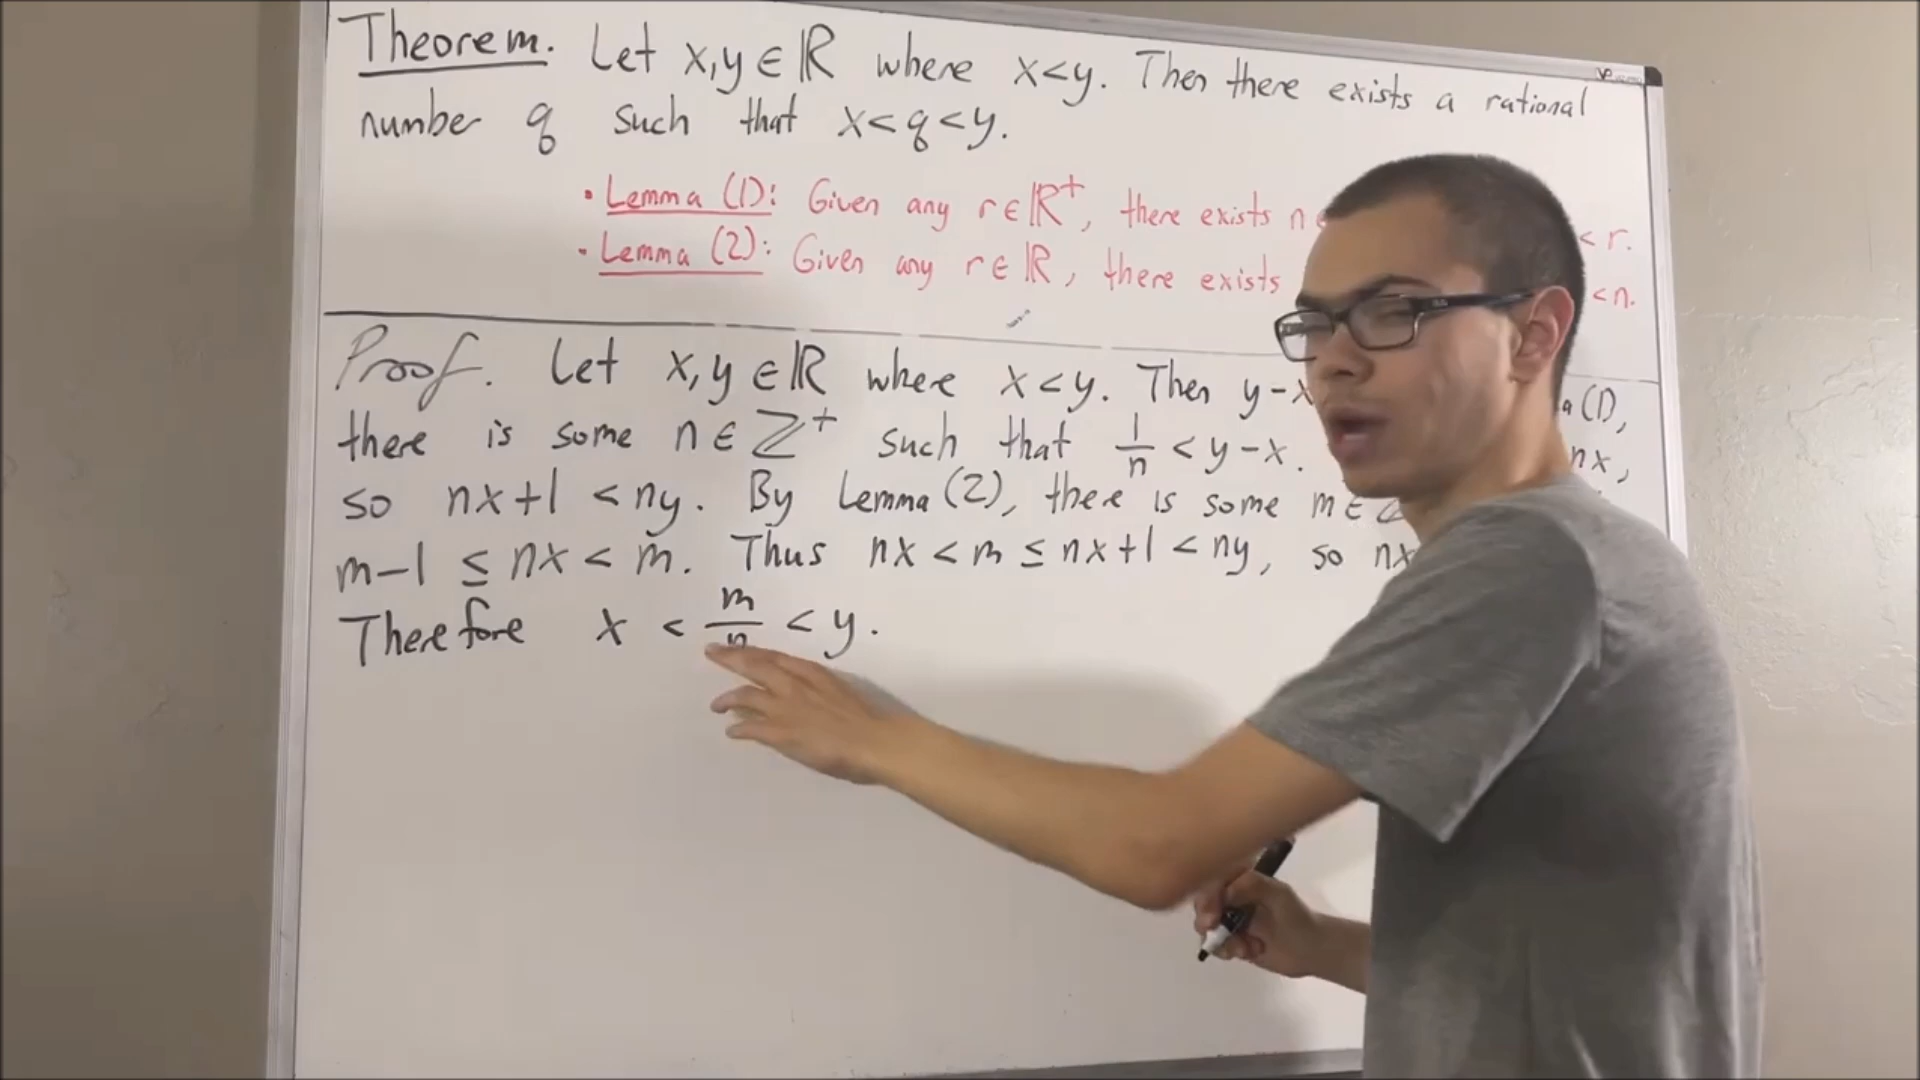 Theorem. Let x,y ∈ ℝ where x<y. Then there exists a rational
number q such that x<q<y.
• Lemma (1): Given any r∈ℝ⁺, there exists n < r.
• Lemma (2): Given any r∈ℝ, there exists <n.
Proof. Let x,y ∈ℝ where x<y. Then y-x (1),
there is some n∈ℤ⁺ such that 1/n < y-x. nx,
so nx+1 < ny. By Lemma (2), there is some m∈
m-1 ≤ nx < m. Thus nx < m ≤ nx+1 < ny, so nx
Therefore x < m/n < y.